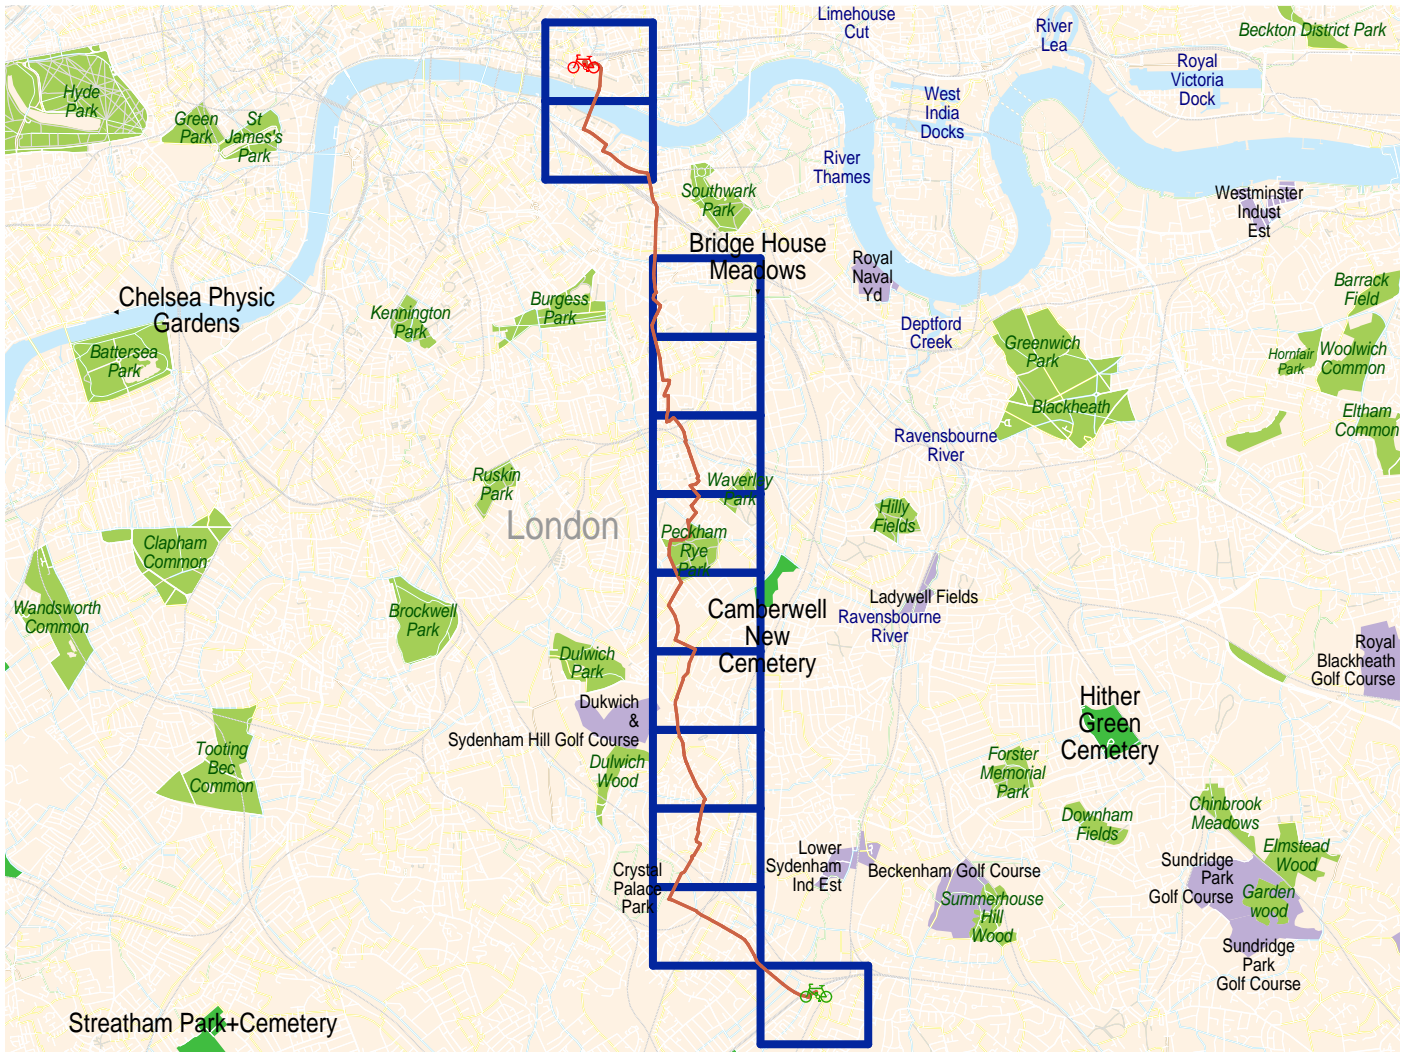 Limehouse
Cut
River
Lea
Beckton District Park
Hyde
Park
Green
Park
St
James's
Park
West
India
Docks
Royal
Victoria
Dock
River
Thames
Southwark
Park
Westminster
Indust
Est
Bridge House
Meadows
Royal
Naval
Yd
Chelsea Physic
Gardens
Kennington
Park
Burgess
Park
Barrack
Field
Deptford
Creek
Battersea
Park
Greenwich
Park
Hornfair
Park
Woolwich
Common
Blackheath
Eltham
Common
Ravensbourne
River
Ruskin
Park
Waverley
Park
London
Hilly
Fields
Clapham
Common
Peckham
Rye
Park
Wandsworth
Common
Brockwell
Park
Camberwell
New
Cemetery
Ladywell Fields
Ravensbourne
River
Dulwich
Park
Royal
Blackheath
Golf Course
Dukwich
&
Sydenham Hill Golf Course
Hither
Green
Cemetery
Tooting
Bec
Common
Dulwich
Wood
Forster
Memorial
Park
Chinbrook
Meadows
Downham
Fields
Elmstead
Wood
Lower
Sydenham
Ind Est
Crystal
Palace
Park
Beckenham Golf Course
Summerhouse
Hill
Wood
Sundridge
Park
Golf Course
Garden
wood
Sundridge
Park
Golf Course
Streatham Park+Cemetery